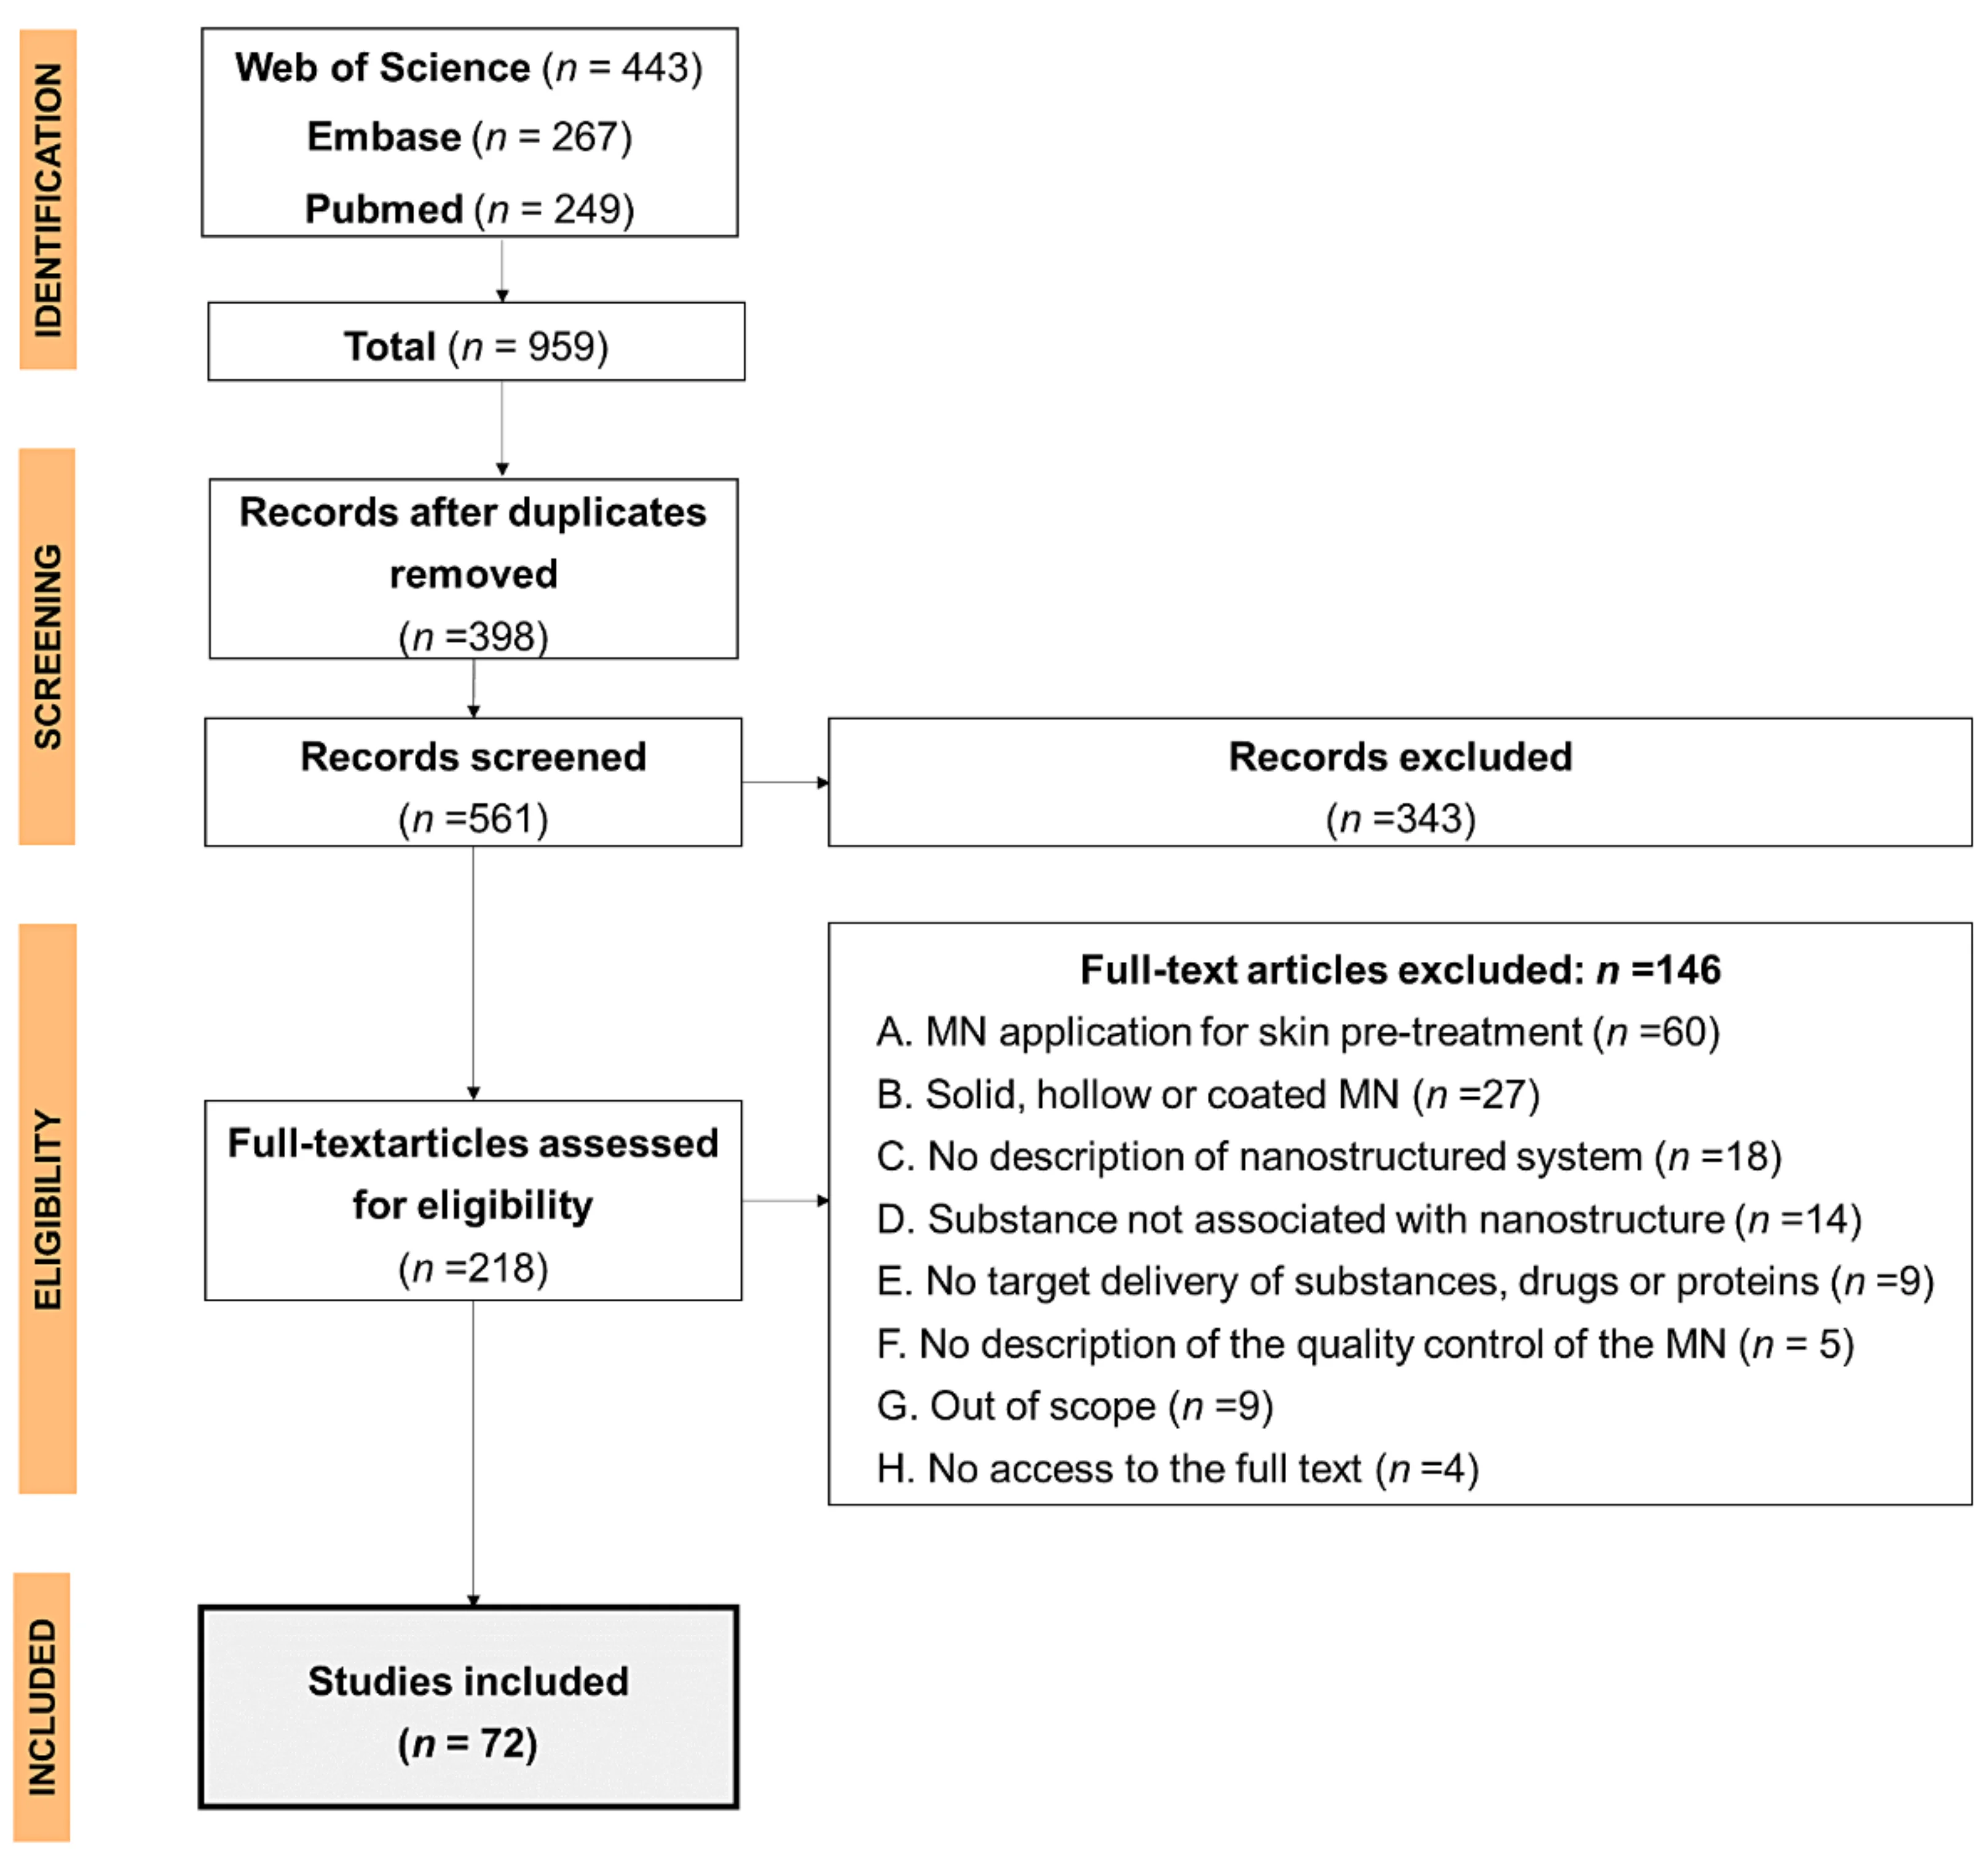 IDENTIFICATION
Web of Science (n = 443)
Embase (n = 267)
Pubmed (n = 249)
Total (n = 959)
SCREENING
Records after duplicates
removed
(n =398)
Records screened
(n =561)
Records excluded
(n =343)
ELIGIBILITY
Full-textarticles assessed
for eligibility
(n =218)
Full-text articles excluded: n =146
A. MN application for skin pre-treatment (n =60)
B. Solid, hollow or coated MN (n =27)
C. No description of nanostructured system (n =18)
D. Substance not associated with nanostructure (n =14)
E. No target delivery of substances, drugs or proteins (n =9)
F. No description of the quality control of the MN (n = 5)
G. Out of scope (n =9)
H. No access to the full text (n =4)
INCLUDED
Studies included
(n = 72)